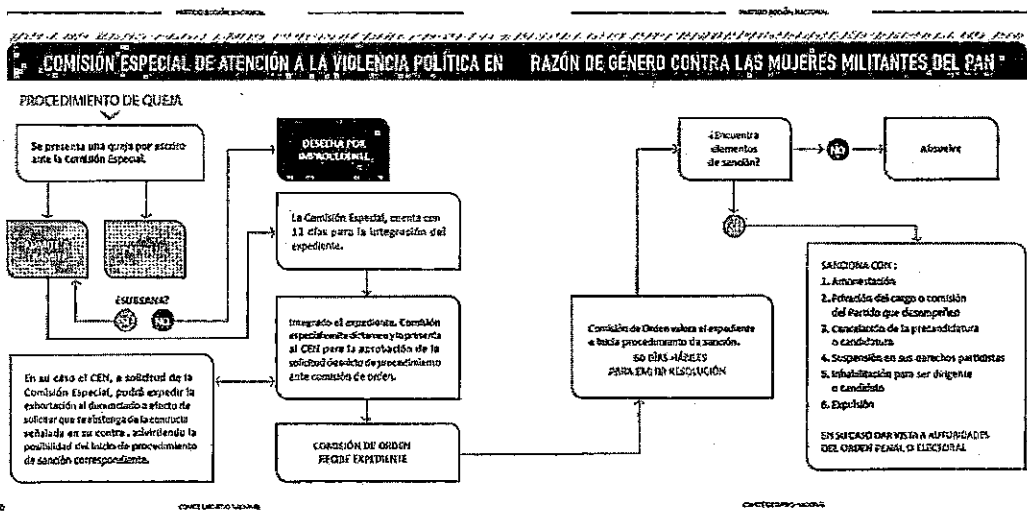 PARTIDO ACCIÓN NACIONAL
PARTIDO ACCIÓN NACIONAL
COMISIÓN ESPECIAL DE ATENCIÓN A LA VIOLENCIA POLÍTICA EN RAZÓN DE GÉNERO CONTRA LAS MUJERES MILITANTES DEL PAN
PROCEDIMIENTO DE QUEJA
Se presenta una queja por escrito
ante la Comisión Especial.
DESECHA POR
IMPROCEDENTE
La Comisión Especial, cuenta con
12 días para la integración del
expediente.
¿SUBSANA?
SÍ
NO
Integrado el expediente. Comisión
especial emite dictamen y lo presenta
al CEN para la aprobación de la
solicitud de inicio de procedimiento
ante comisión de orden.
En su caso el CEN, a solicitud de la
Comisión Especial, podrá expedir la
exhortación al denunciado a efecto de
solicitar que se abstenga de la conducta
señalada en su contra, advirtiendo la
posibilidad del inicio de procedimiento
de sanción correspondiente.
COMISIÓN DE ORDEN
RECIBE EXPEDIENTE
Comisión de Orden valora el expediente
e inicia procedimiento de sanción.
50 DÍAS HÁBILES
PARA EMITIR RESOLUCIÓN
¿Encuentra
elementos
de sanción?
NO
Absuelve
SANCIONA CON:
1. Amonestación
2. Privación del cargo o comisión
del Partido que desempeñen
3. Cancelación de la precandidatura
o candidatura
4. Suspensión en sus derechos partidistas
5. Inhabilitación para ser dirigente
o candidato
6. Expulsión
EN SU CASO DAR VISTA A AUTORIDADES
DEL ORDEN PENAL O ELECTORAL